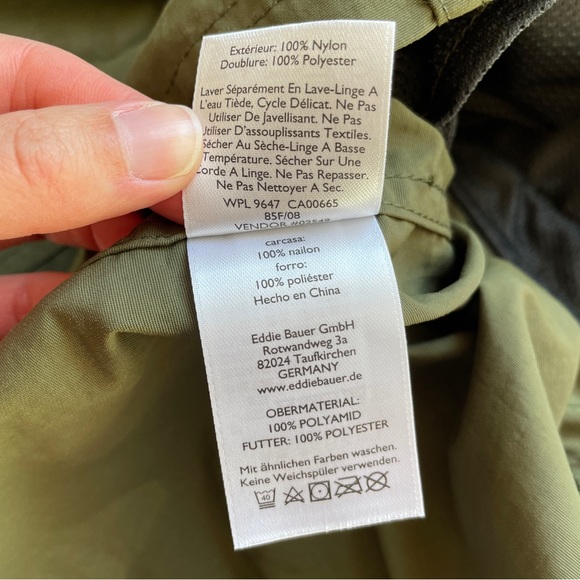 Extérieur: 100% Nylon
Doublure: 100% Polyester
Laver Séparément En Lave-Linge A
L'eau Tiède, Cycle Délicat. Ne Pas
Utiliser De Javellisant. Ne Pas
Utiliser D'assouplissants Textiles.
Sécher Au Sèche-Linge A Basse
Température. Sécher Sur Une
Corde A Linge. Ne Pas Repasser.
Ne Pas Nettoyer A Sec.
WPL 9647 CA00665
85F/08
VENDOR #02549
carcasa:
100% nailon
forro:
100% poliéster
Hecho en China
Eddie Bauer GmbH
Rotwandweg 3a
82024 Taufkirchen
GERMANY
www.eddiebauer.de
OBERMATERIAL:
100% POLYAMID
FUTTER: 100% POLYESTER
Mit ähnlichen Farben waschen.
Keine Weichspüler verwenden.
40